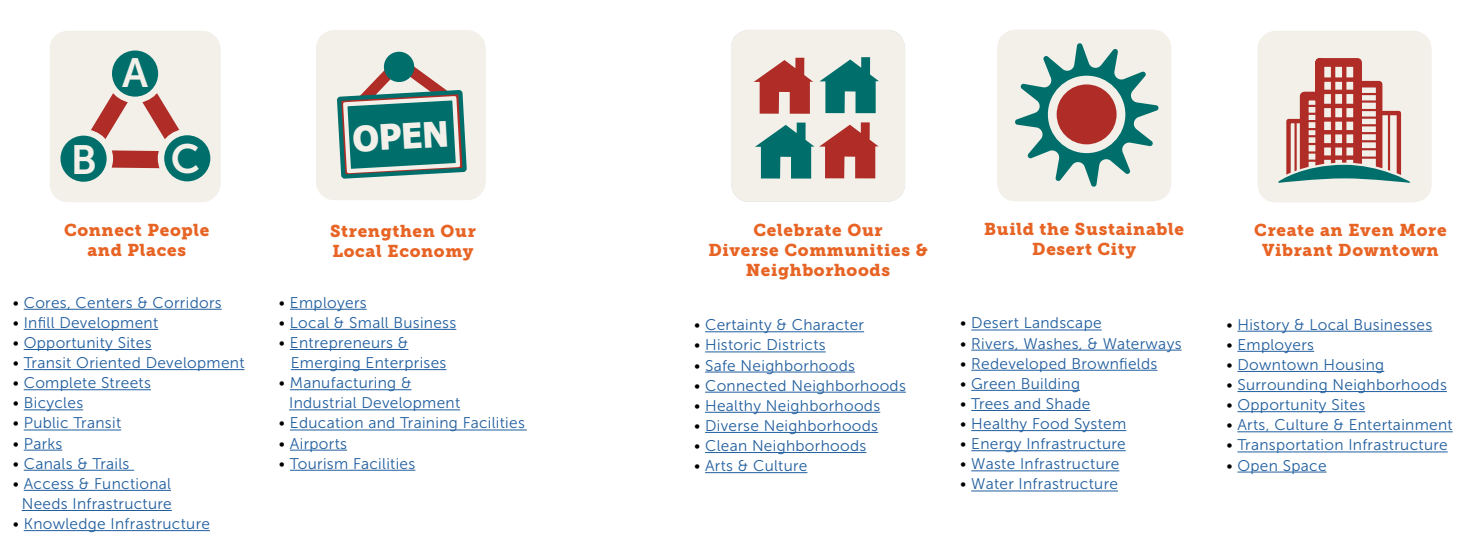 A
B
C
Connect People
and Places
• Cores, Centers & Corridors
• Infill Development
• Opportunity Sites
• Transit Oriented Development
• Complete Streets
• Bicycles
• Public Transit
• Parks
• Canals & Trails
• Access & Functional
Needs Infrastructure
• Knowledge Infrastructure
OPEN
Strengthen Our
Local Economy
• Employers
• Local & Small Business
• Entrepreneurs &
Emerging Enterprises
• Manufacturing &
Industrial Development
• Education and Training Facilities
• Airports
• Tourism Facilities
Celebrate Our
Diverse Communities &
Neighborhoods
• Certainty & Character
• Historic Districts
• Safe Neighborhoods
• Connected Neighborhoods
• Healthy Neighborhoods
• Diverse Neighborhoods
• Clean Neighborhoods
• Arts & Culture
Build the Sustainable
Desert City
• Desert Landscape
• Rivers, Washes, & Waterways
• Redeveloped Brownfields
• Green Building
• Trees and Shade
• Healthy Food System
• Energy Infrastructure
• Waste Infrastructure
• Water Infrastructure
Create an Even More
Vibrant Downtown
• History & Local Businesses
• Employers
• Downtown Housing
• Surrounding Neighborhoods
• Opportunity Sites
• Arts, Culture & Entertainment
• Transportation Infrastructure
• Open Space